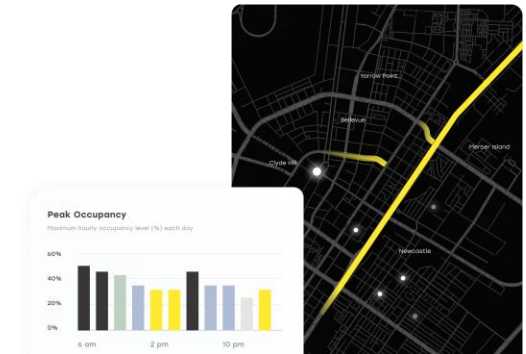 Yarrow Point
Bellevue
Mercer Island
Clyde Hill
Newcastle
Peak Occupancy
Maximum hourly occupancy level (%) each day
60%
40%
20%
0%
6 am
2 pm
10 pm